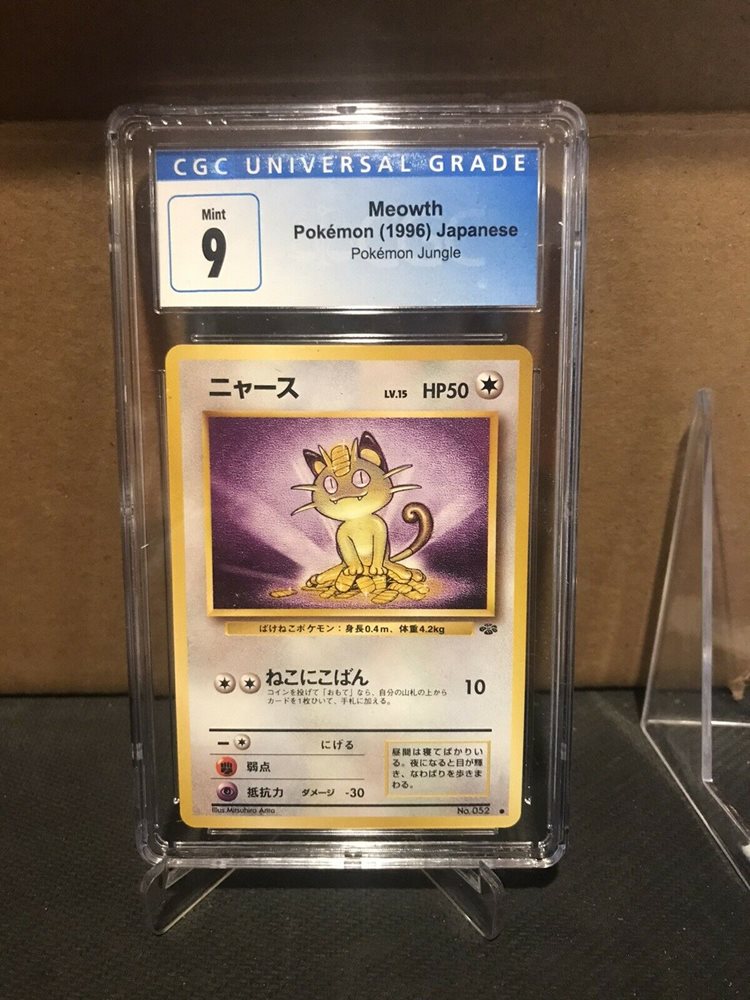 CGC UNIVERSAL GRADE
Mint
9
Meowth
Pokémon (1996) Japanese
Pokémon Jungle
ニャース LV.15 HP50
ばけねこポケモン：身長0.4m、体重4.2kg
ねこにこばん 10
コインを投げて「おもて」なら、自分の山札の上から
カードを1枚ひいて、手札に加える。
にげる
弱点
抵抗力 ダメージ -30
昼間は寝てばかりい
る。夜になると目が輝
き、なわばりを歩きま
わる。
Illus. Mitsuhiro Arita
No. 052